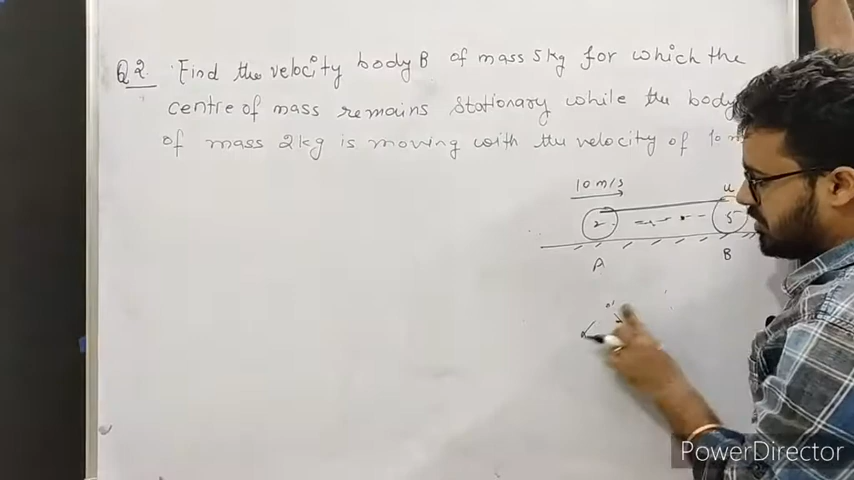 Q2. Find the velocity body B of mass 5kg for which the
centre of mass remains stationary while the body
of mass 2kg is moving with the velocity of 10 m
10 m/s
u
2
5
A
B
PowerDirector